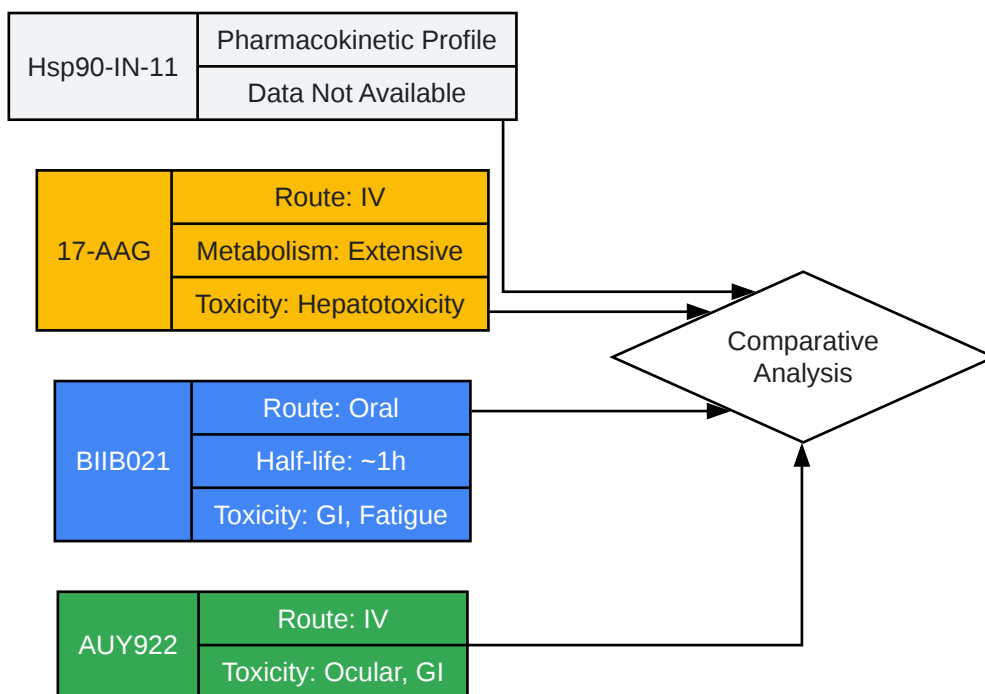 Hsp90-IN-11
Pharmacokinetic Profile
Data Not Available
17-AAG
Route: IV
Metabolism: Extensive
Toxicity: Hepatotoxicity
BIIB021
Route: Oral
Half-life: ~1h
Toxicity: GI, Fatigue
AUY922
Route: IV
Toxicity: Ocular, GI
Comparative
Analysis